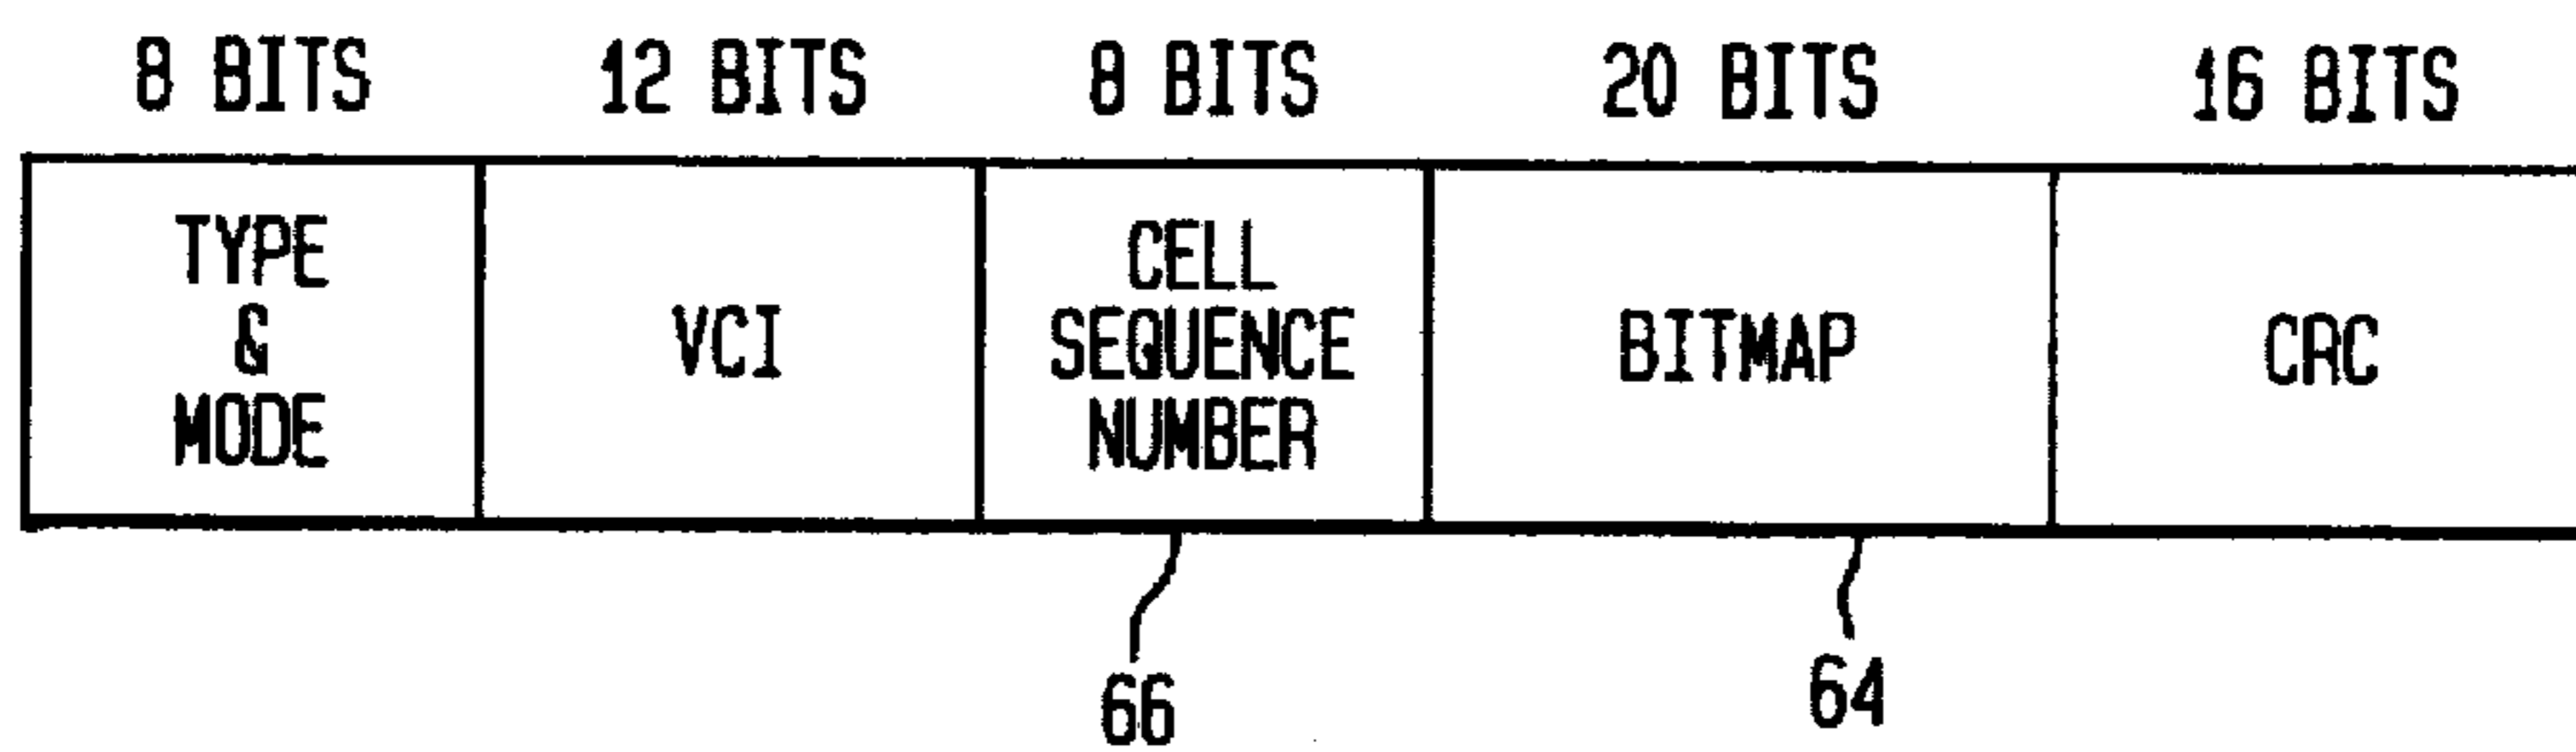 8 BITS 12 BITS 8 BITS 20 BITS 16 BITS
TYPE
&
MODE
VCI
CELL
SEQUENCE
NUMBER
BITMAP
CRC
66
64